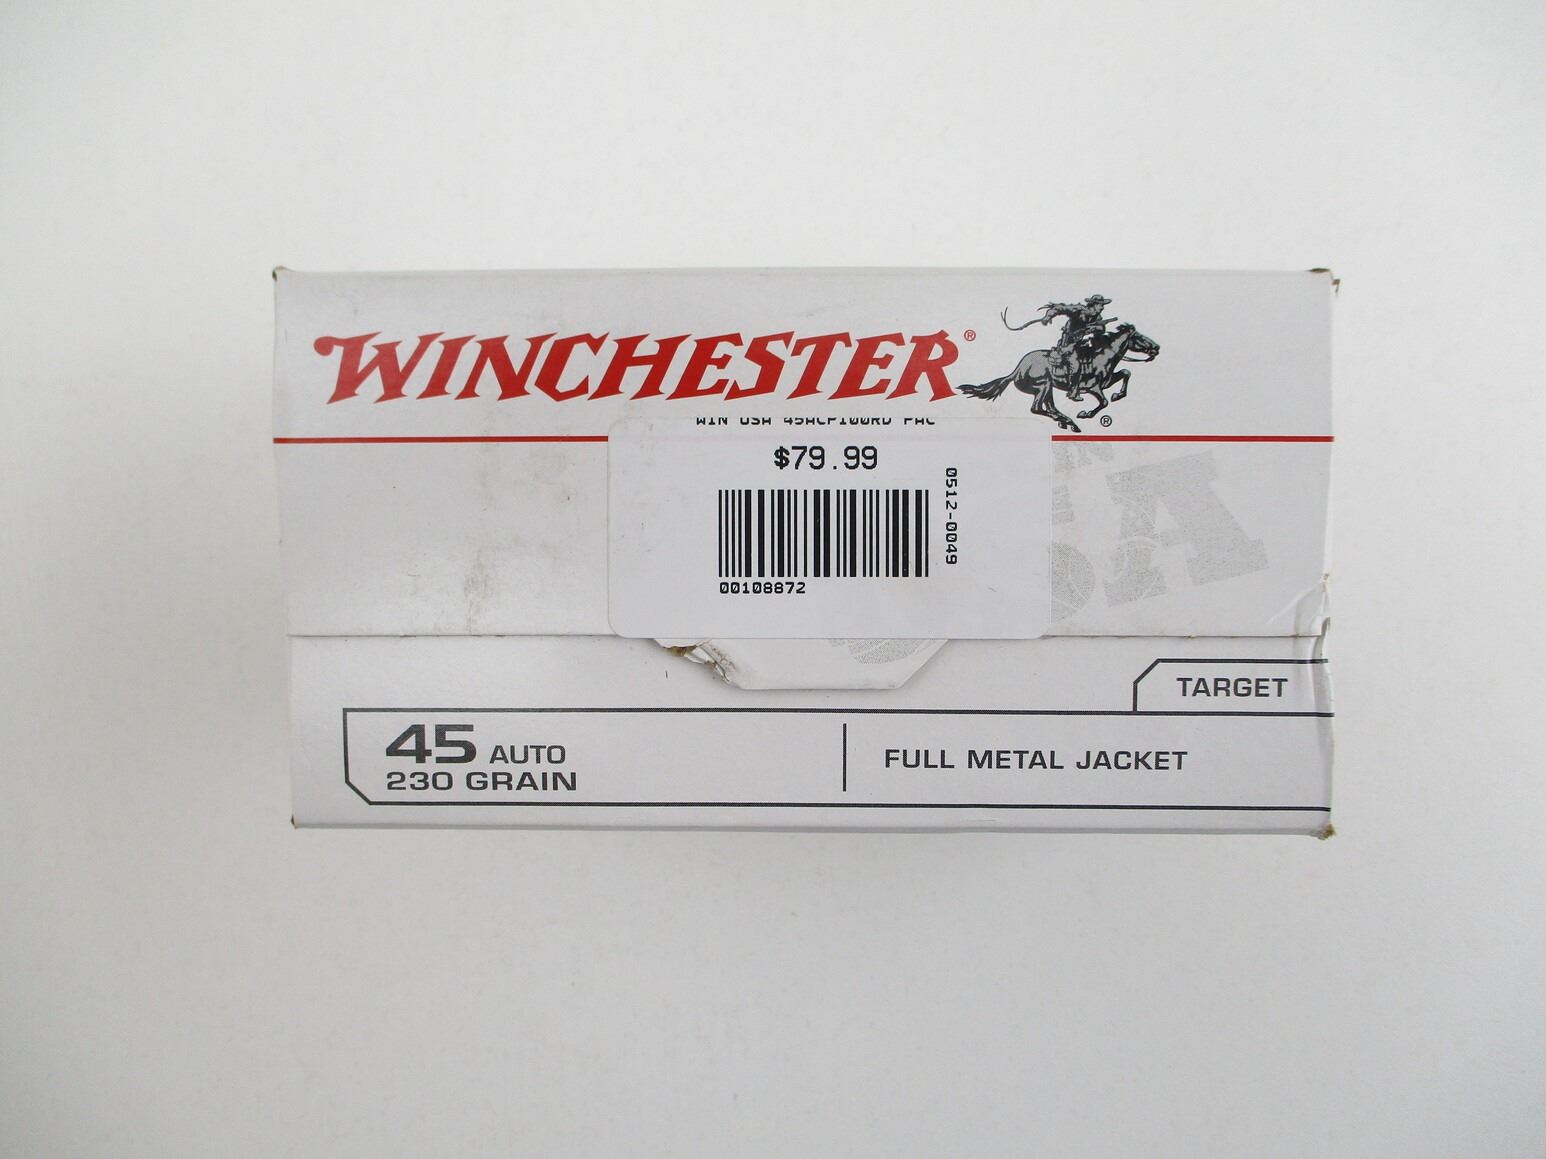 WINCHESTER®
®
WIN USA 45ACP100RD PAC
$79.99
0512-0049
00108872
TARGET
45 AUTO
230 GRAIN
FULL METAL JACKET